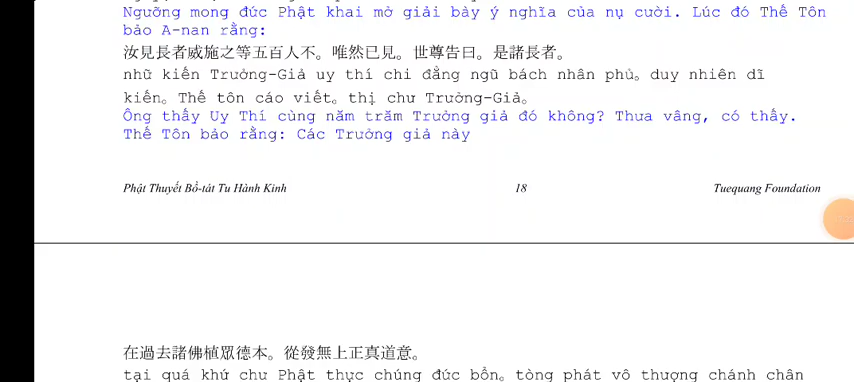 Ngưỡng mong đức Phật khai mở giải bày ý nghĩa của nụ cười. Lúc đó Thế Tôn
bảo A-nan rằng:
汝見長者威施之等五百人不。唯然已見。世尊告曰。是諸長者。
nhữ kiến Trưởng-Giả uy thí chi đẳng ngũ bách nhân phủ。duy nhiên dĩ
kiến。Thế tôn cáo viết。thị chư Trưởng-Giả。
Ông thấy Uy Thí cùng năm trăm Trưởng giả đó không? Thưa vâng, có thấy.
Thế Tôn bảo rằng: Các Trưởng giả này
Phật Thuyết Bồ-tát Tu Hành Kinh 18 Tuequang Foundation
在過去諸佛植眾德本。從發無上正真道意。
tại quá khứ chư Phật thực chúng đức bổn。tòng phát vô thượng chánh chân